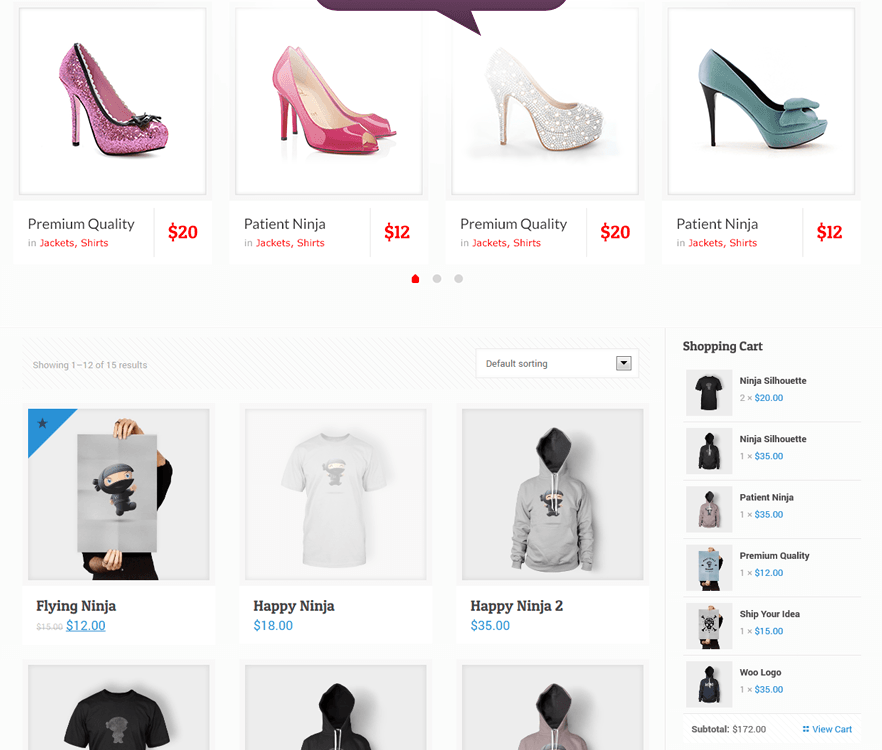 Premium Quality
in Jackets, Shirts
$20
Patient Ninja
in Jackets, Shirts
$12
Premium Quality
in Jackets, Shirts
$20
Patient Ninja
in Jackets, Shirts
$12
Showing 1–12 of 15 results
Default sorting
Flying Ninja
$15.00 $12.00
Happy Ninja
$18.00
Happy Ninja 2
$35.00
Shopping Cart
Ninja Silhouette
2 × $20.00
Ninja Silhouette
1 × $35.00
Patient Ninja
1 × $35.00
Premium Quality
1 × $12.00
Ship Your Idea
1 × $15.00
Woo Logo
1 × $35.00
Subtotal: $172.00
View Cart